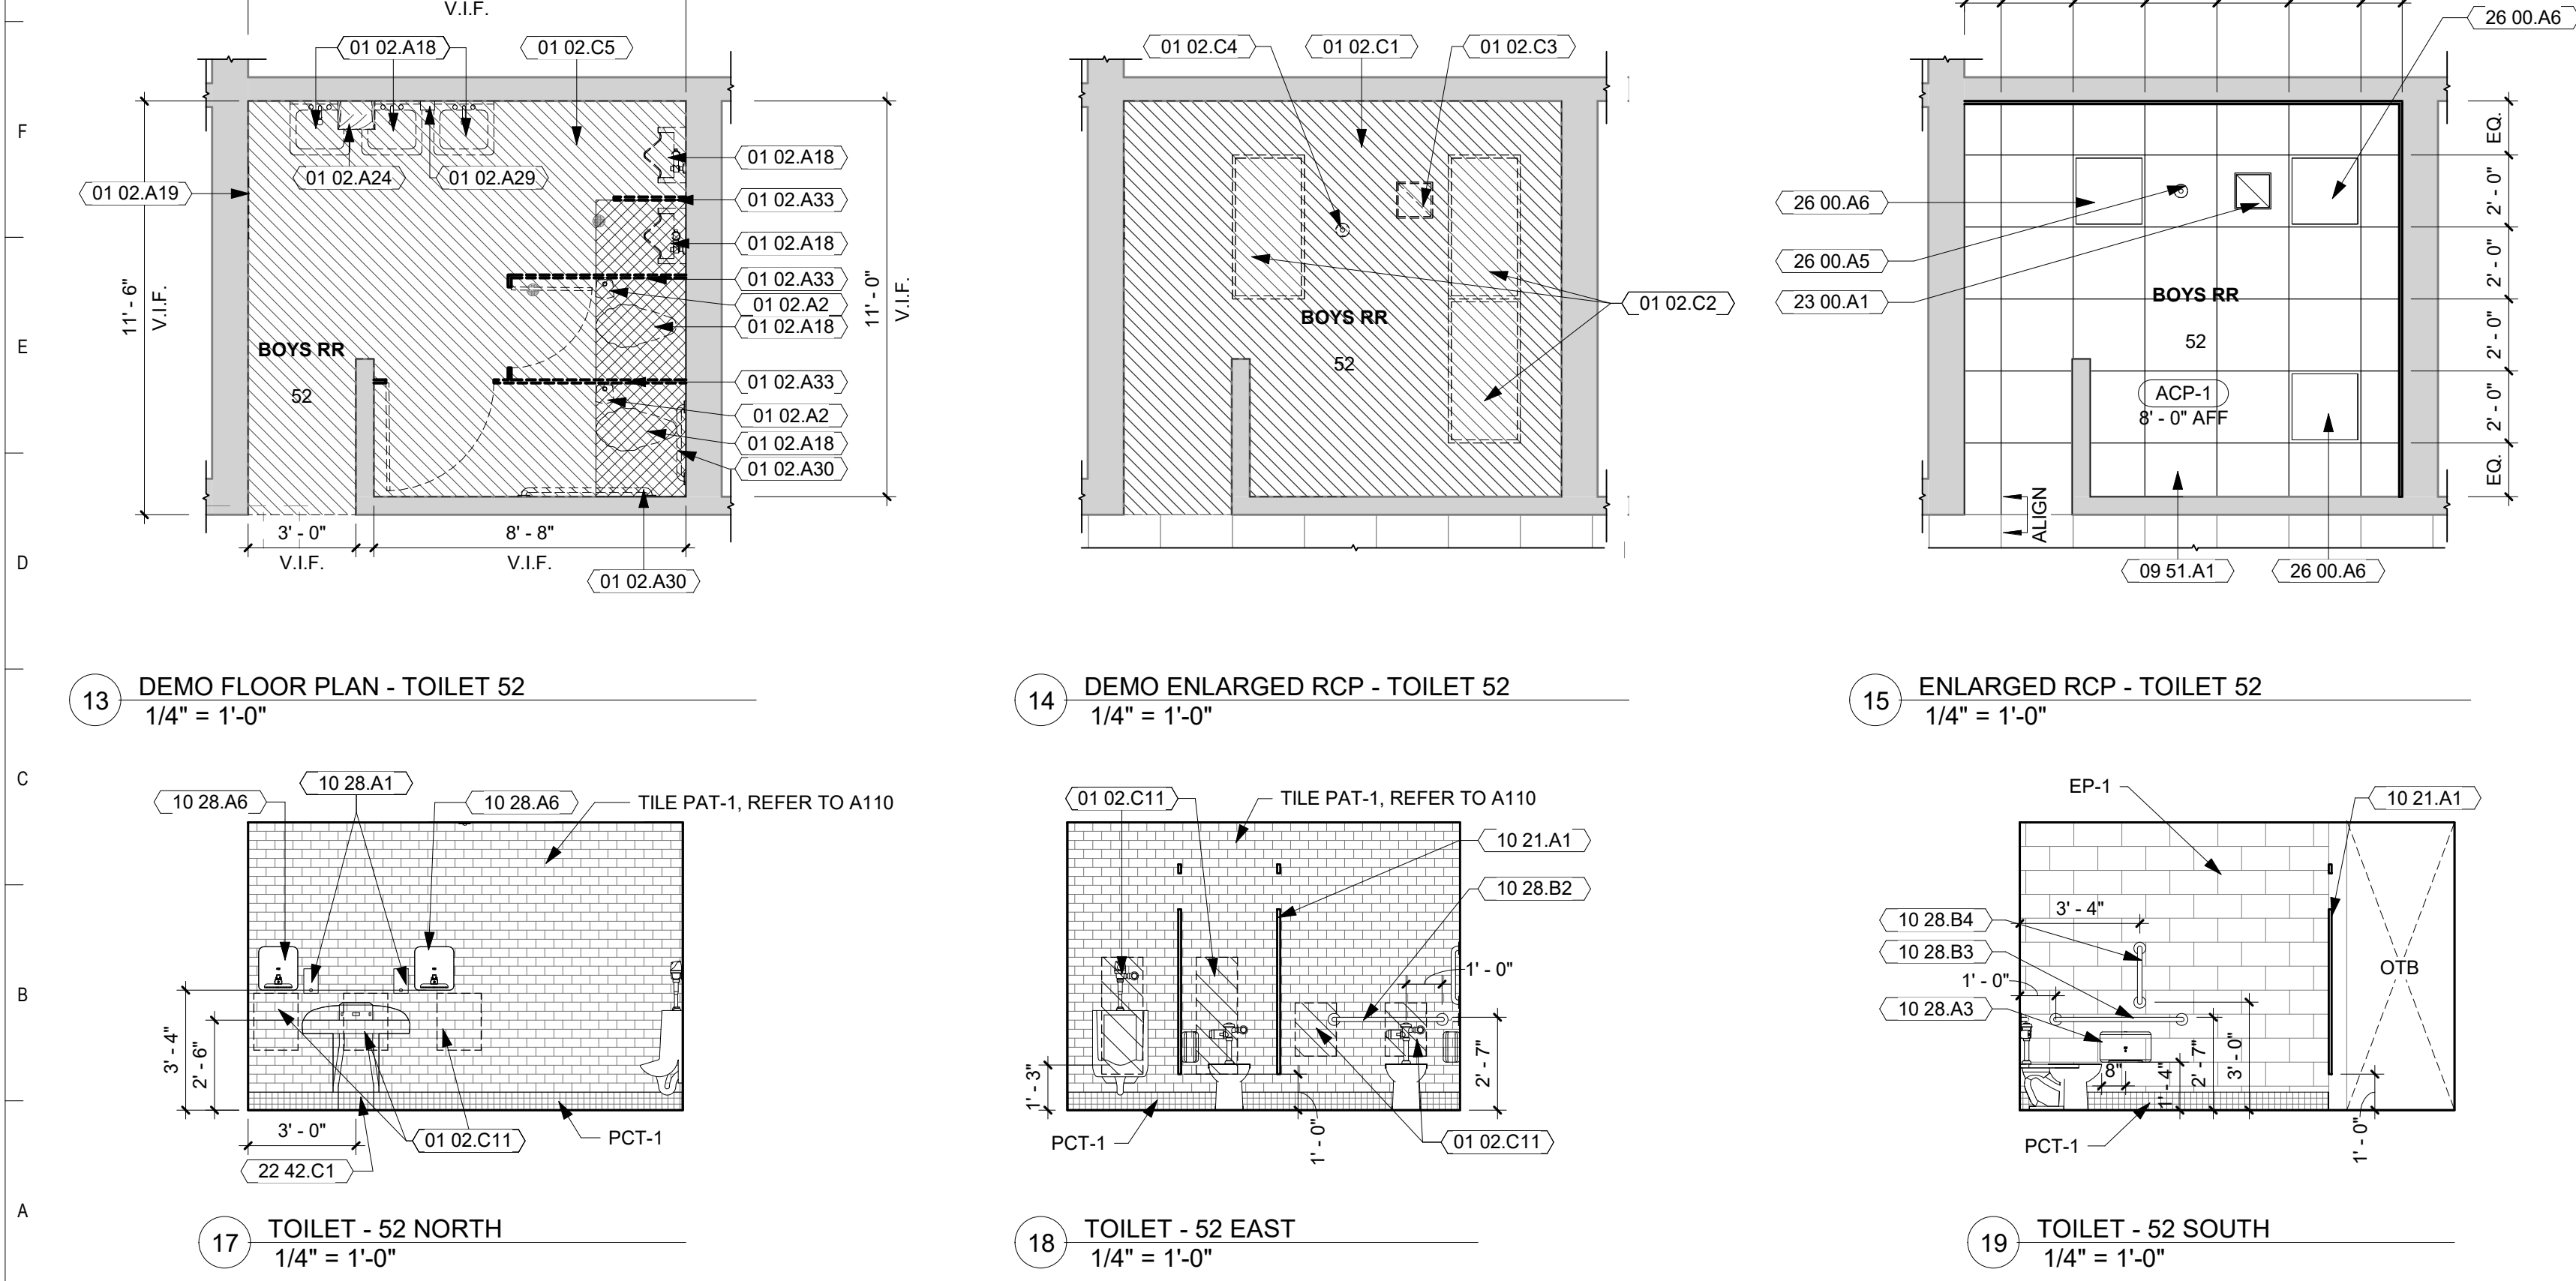 V.I.F.
01 02.A18
01 02.C5
01 02.A24
01 02.A29
01 02.A19
01 02.A18
01 02.A33
01 02.A18
01 02.A33
01 02.A2
01 02.A18
01 02.A33
01 02.A2
01 02.A18
01 02.A30
11' - 6"
V.I.F.
11' - 0"
V.I.F.
BOYS RR
52
3' - 0"
V.I.F.
8' - 8"
V.I.F.
01 02.A30
13
DEMO FLOOR PLAN - TOILET 52
1/4" = 1'-0"
01 02.C4
01 02.C1
01 02.C3
01 02.C2
BOYS RR
52
14
DEMO ENLARGED RCP - TOILET 52
1/4" = 1'-0"
26 00.A6
26 00.A6
26 00.A5
23 00.A1
BOYS RR
52
ACP-1
8' - 0" AFF
EQ.
2' - 0"
2' - 0"
2' - 0"
2' - 0"
EQ.
ALIGN
09 51.A1
26 00.A6
15
ENLARGED RCP - TOILET 52
1/4" = 1'-0"
10 28.A6
10 28.A1
10 28.A6
TILE PAT-1, REFER TO A110
3' - 4"
2' - 6"
3' - 0"
01 02.C11
PCT-1
22 42.C1
17
TOILET - 52 NORTH
1/4" = 1'-0"
01 02.C11
TILE PAT-1, REFER TO A110
10 21.A1
10 28.B2
1' - 0"
1' - 3"
2' - 7"
1' - 0"
PCT-1
01 02.C11
18
TOILET - 52 EAST
1/4" = 1'-0"
EP-1
10 21.A1
10 28.B4
10 28.B3
10 28.A3
3' - 4"
1' - 0"
8"
1' - 4"
2' - 7"
3' - 0"
1' - 0"
OTB
PCT-1
19
TOILET - 52 SOUTH
1/4" = 1'-0"
F
E
D
C
B
A